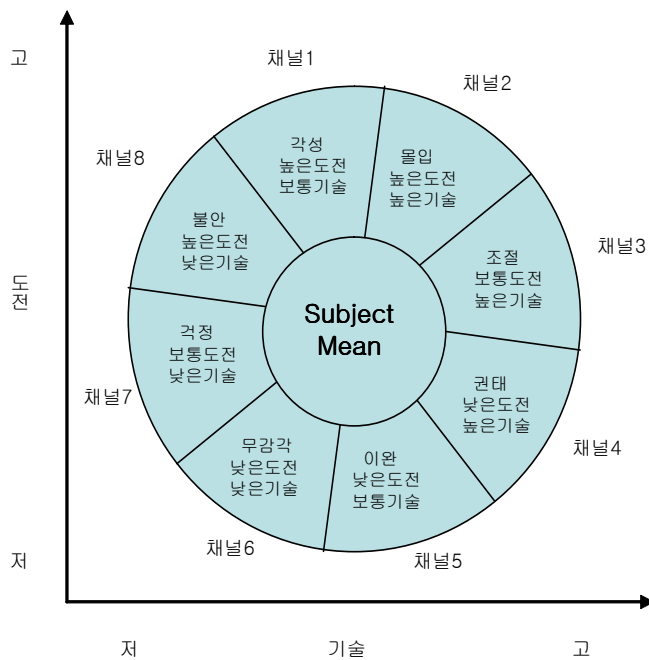 고
채널1
채널2
각성
높은도전
보통기술
몰입
높은도전
높은기술
채널8
불안
높은도전
낮은기술
조절
보통도전
높은기술
채널3
도전
Subject
Mean
걱정
보통도전
낮은기술
권태
낮은도전
높은기술
채널7
채널4
무감각
낮은도전
낮은기술
이완
낮은도전
보통기술
채널6
채널5
저
저
기술
고